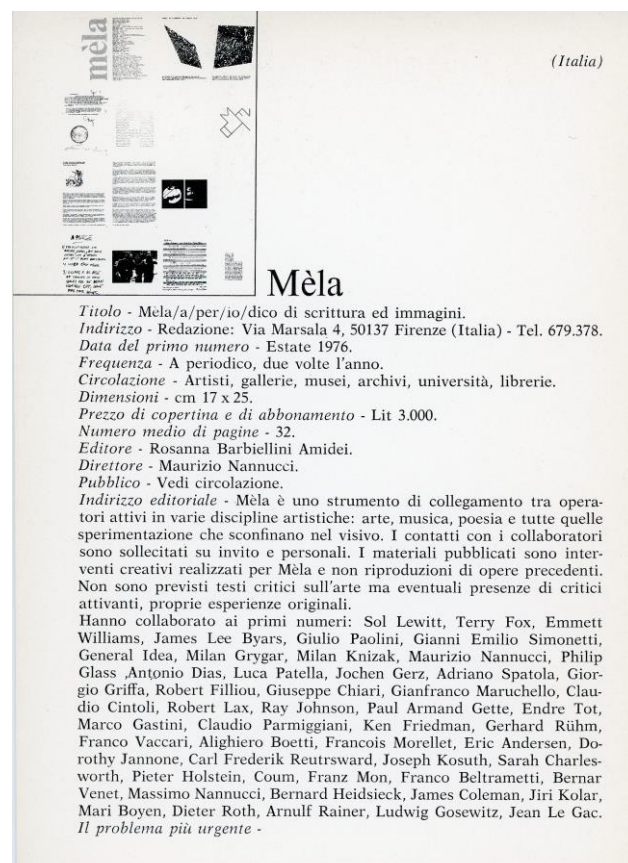 mèla
(Italia)
Mèla
Titolo - Mèla/a/per/io/dico di scrittura ed immagini.
Indirizzo - Redazione: Via Marsala 4, 50137 Firenze (Italia) - Tel. 679.378.
Data del primo numero - Estate 1976.
Frequenza - A periodico, due volte l'anno.
Circolazione - Artisti, gallerie, musei, archivi, università, librerie.
Dimensioni - cm 17 x 25.
Prezzo di copertina e di abbonamento - Lit 3.000.
Numero medio di pagine - 32.
Editore - Rosanna Barbiellini Amidei.
Direttore - Maurizio Nannucci.
Pubblico - Vedi circolazione.
Indirizzo editoriale - Mèla è uno strumento di collegamento tra opera-
tori attivi in varie discipline artistiche: arte, musica, poesia e tutte quelle
sperimentazione che sconfinano nel visivo. I contatti con i collaboratori
sono sollecitati su invito e personali. I materiali pubblicati sono inter-
venti creativi realizzati per Mèla e non riproduzioni di opere precedenti.
Non sono previsti testi critici sull'arte ma eventuali presenze di critici
attivanti, proprie esperienze originali.
Hanno collaborato ai primi numeri: Sol Lewitt, Terry Fox, Emmett
Williams, James Lee Byars, Giulio Paolini, Gianni Emilio Simonetti,
General Idea, Milan Grygar, Milan Knizak, Maurizio Nannucci, Philip
Glass ,Antonio Dias, Luca Patella, Jochen Gerz, Adriano Spatola, Gior-
gio Griffa, Robert Filliou, Giuseppe Chiari, Gianfranco Maruchello, Clau-
dio Cintoli, Robert Lax, Ray Johnson, Paul Armand Gette, Endre Tot,
Marco Gastini, Claudio Parmiggiani, Ken Friedman, Gerhard Rühm,
Franco Vaccari, Alighiero Boetti, Francois Morellet, Eric Andersen, Do-
rothy Jannone, Carl Frederik Reutrsward, Joseph Kosuth, Sarah Charles-
worth, Pieter Holstein, Coum, Franz Mon, Franco Beltrametti, Bernar
Venet, Massimo Nannucci, Bernard Heidsieck, James Coleman, Jiri Kolar,
Mari Boyen, Dieter Roth, Arnulf Rainer, Ludwig Gosewitz, Jean Le Gac.
Il problema più urgente -